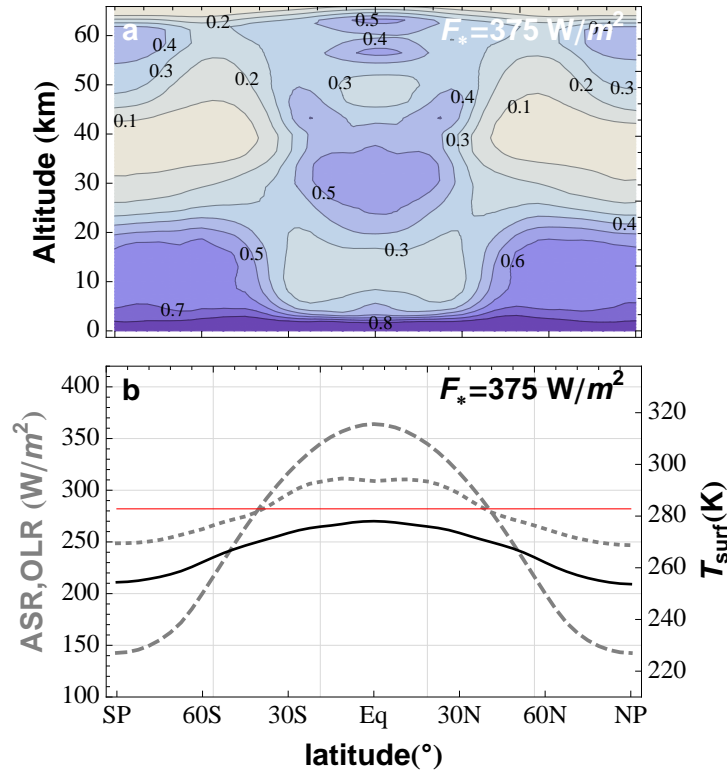 a
F*=375 W/m²
Altitude (km)
60
50
40
30
20
10
0
0.2
0.5
0.4
0.4
0.4
0.3
0.2
0.3
0.2
0.3
0.1
0.4
0.1
0.3
0.5
0.4
0.5
0.3
0.6
0.7
0.8
b
F*=375 W/m²
ASR,OLR (W/m²)
400
350
300
250
200
150
100
320
300
280
260
240
220
Tsurf(K)
SP
60S
30S
Eq
30N
60N
NP
latitude(°)